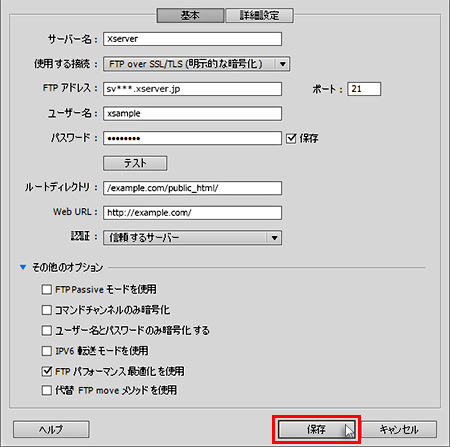 基本 詳細設定
サーバー名： Xserver
使用する接続： FTP over SSL/TLS (明示的な暗号化)
FTP アドレス： sv***.xserver.jp ポート： 21
ユーザー名： xsample
パスワード： •••••••• 保存
テスト
ルートディレクトリ： /example.com/public_html/
Web URL： http://example.com/
認証： 信頼するサーバー
その他のオプション
FTP Passive モードを使用
コマンドチャンネルのみ暗号化
ユーザー名とパスワードのみ暗号化する
IPV6 転送モードを使用
FTP パフォーマンス最適化を使用
代替 FTP move メソッドを使用
ヘルプ 保存 キャンセル